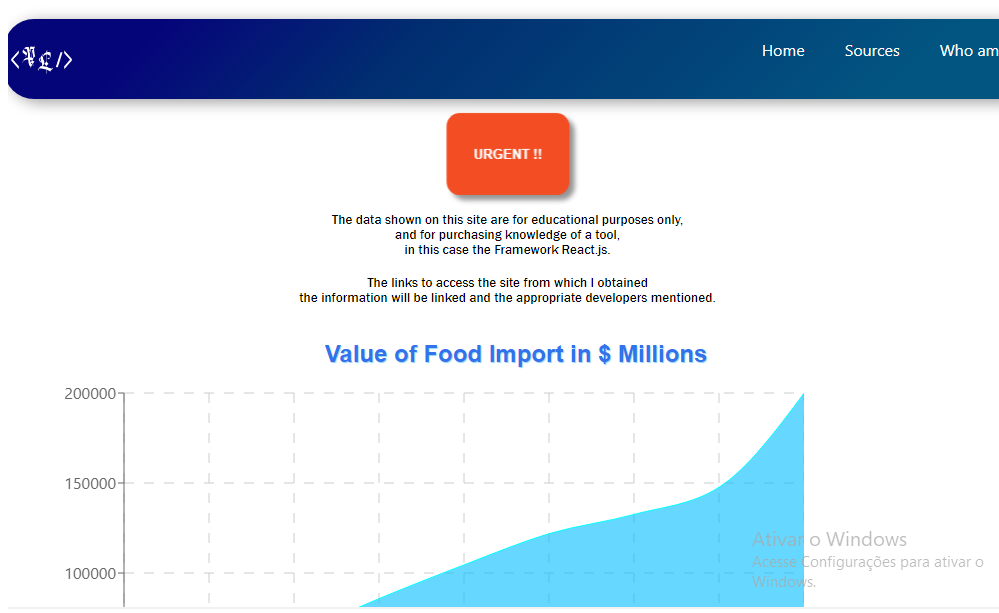 <𝕻𝕷/>
Home Sources Who am
URGENT !!
The data shown on this site are for educational purposes only,
and for purchasing knowledge of a tool,
in this case the Framework React.js.
The links to access the site from which I obtained
the information will be linked and the appropriate developers mentioned.
Value of Food Import in $ Millions
200000
150000
100000
Ativar o Windows
Acesse Configurações para ativar o
Windows.